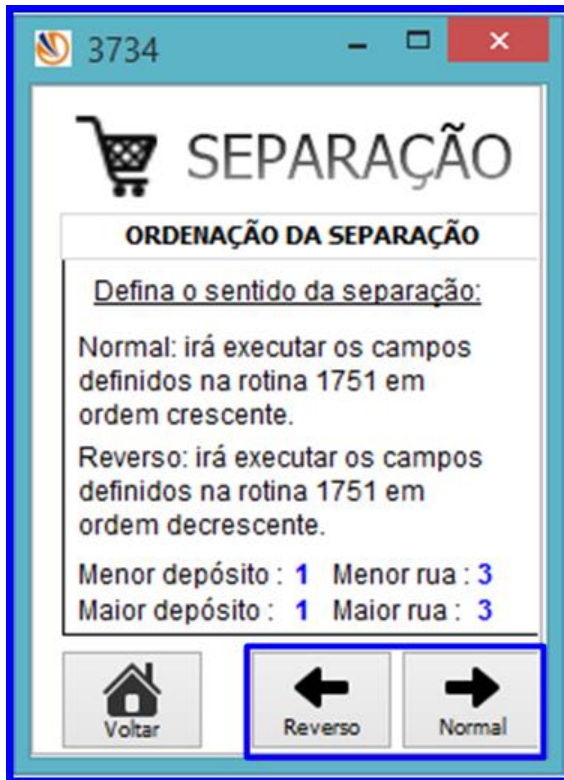 3734
SEPARAÇÃO
ORDENAÇÃO DA SEPARAÇÃO
Defina o sentido da separação:
Normal: irá executar os campos
definidos na rotina 1751 em
ordem crescente.
Reverso: irá executar os campos
definidos na rotina 1751 em
ordem decrescente.
Menor depósito : 1 Menor rua : 3
Maior depósito : 1 Maior rua : 3
Voltar Reverso Normal